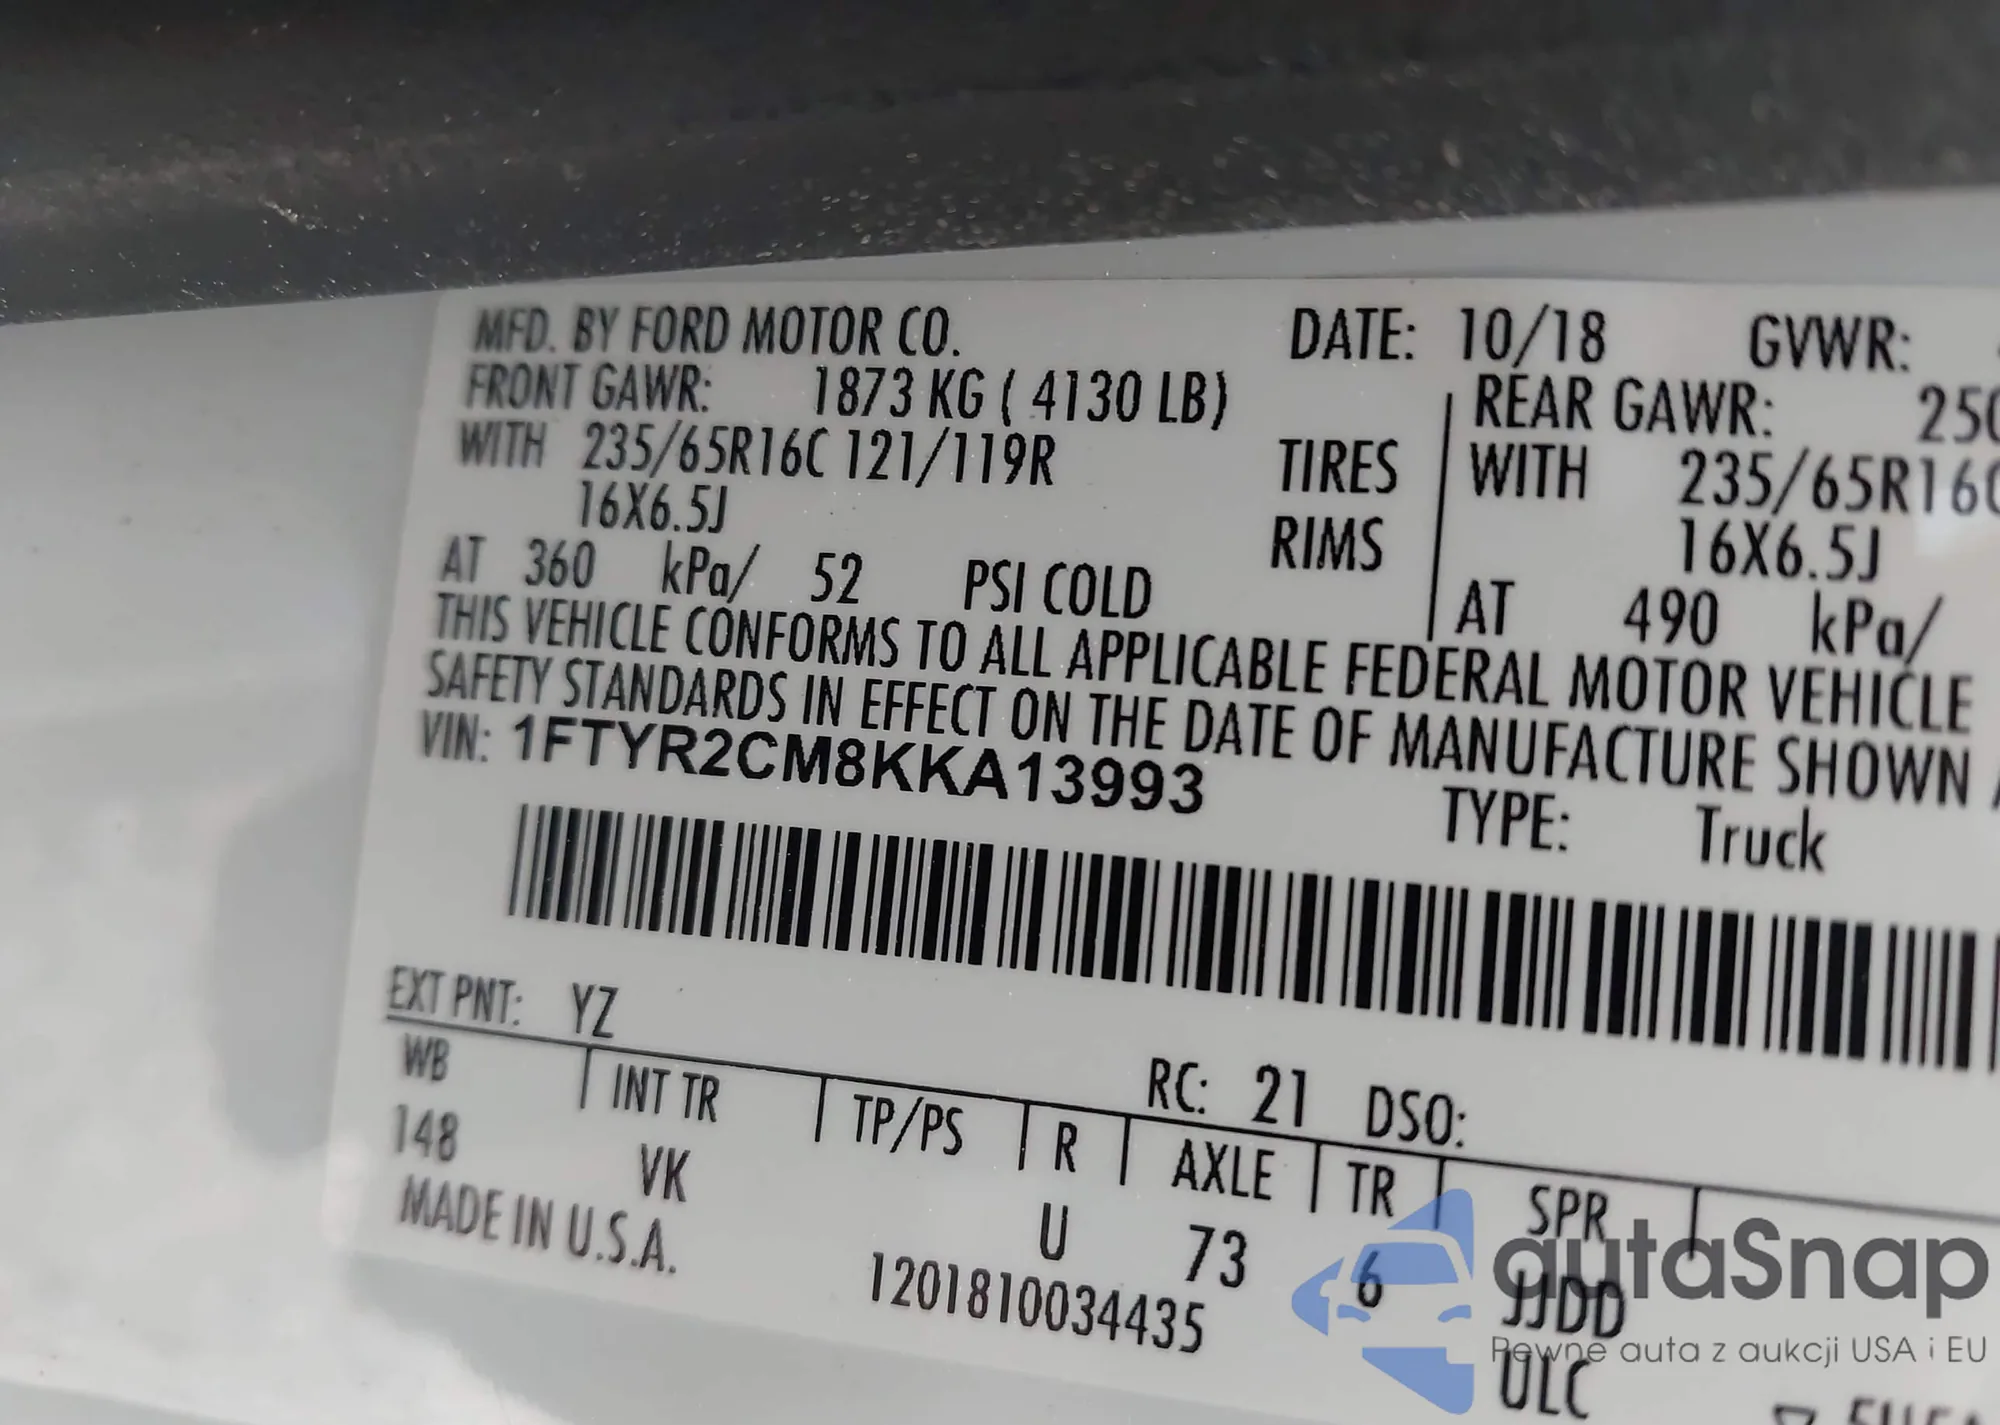 MFD. BY FORD MOTOR CO. DATE: 10/18 GVWR:
FRONT GAWR: 1873 KG ( 4130 LB) REAR GAWR: 250
WITH 235/65R16C 121/119R TIRES WITH 235/65R16C
16X6.5J RIMS 16X6.5J
AT 360 kPa/ 52 PSI COLD AT 490 kPa/
THIS VEHICLE CONFORMS TO ALL APPLICABLE FEDERAL MOTOR VEHICLE
SAFETY STANDARDS IN EFFECT ON THE DATE OF MANUFACTURE SHOWN
VIN: 1FTYR2CM8KKA13993
TYPE: Truck
EXT PNT: YZ RC: 21 DSO:
WB INT TR TP/PS R AXLE TR SPR
148 VK U 73 6 JJDD
MADE IN U.S.A. 1201810034435 ULC
autaSnap
Pewne auta z aukcji USA i EU